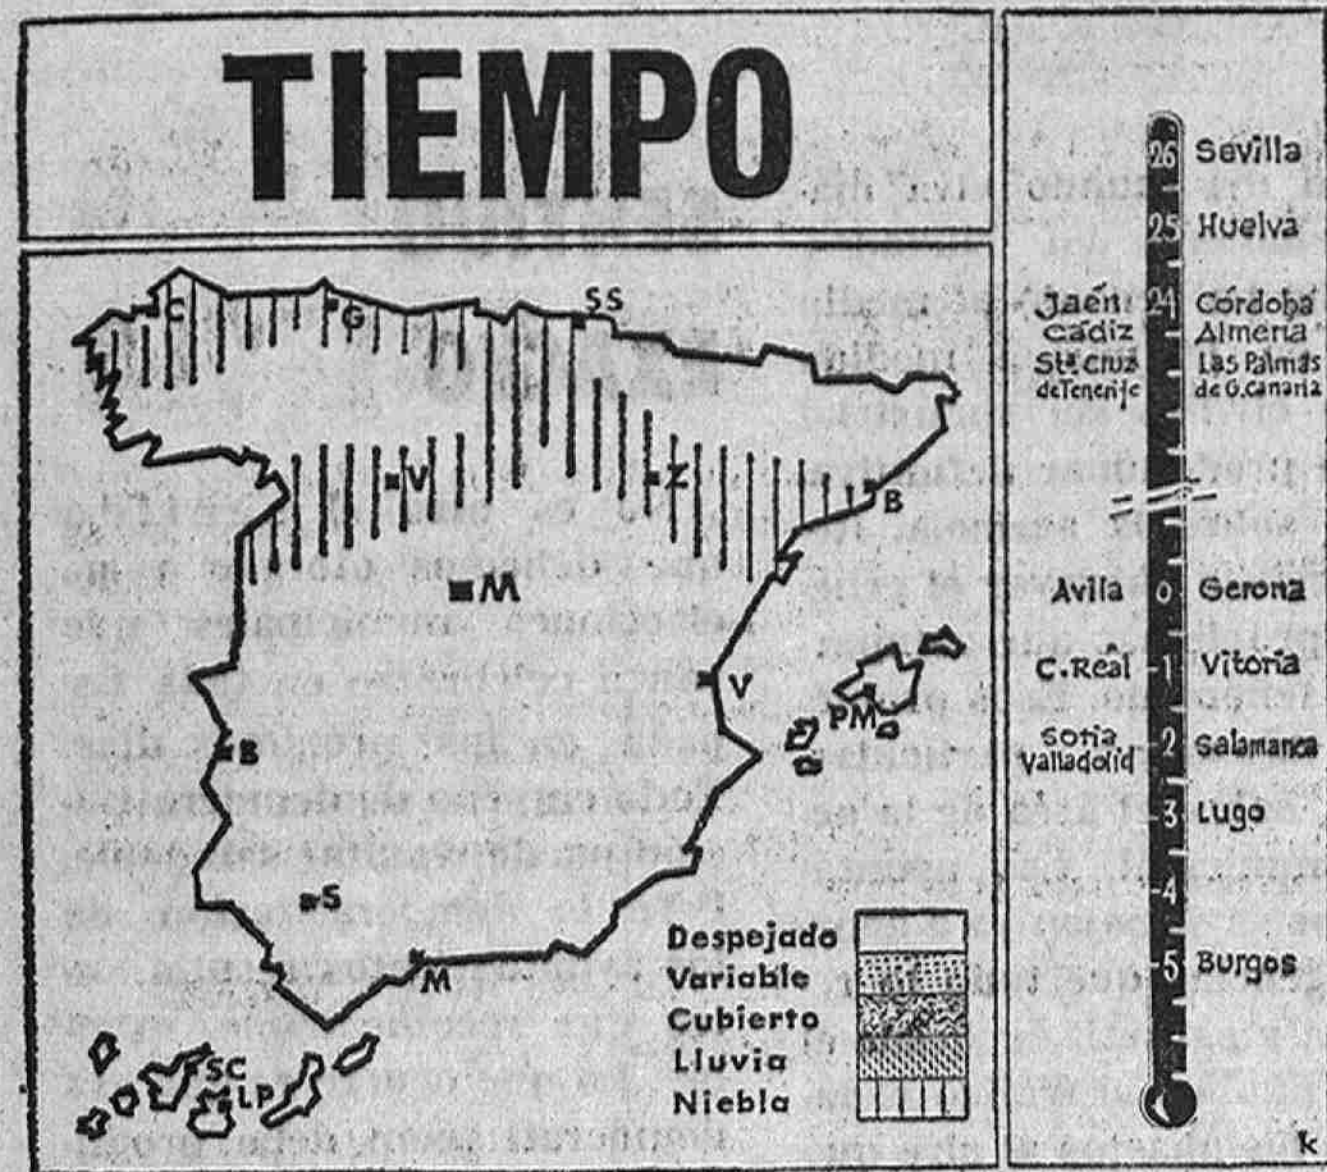 TIEMPO
C
G
SS
V
Z
B
M
V
PM
B
S
M
SC
LP
Despejado
Variable
Cubierto
Lluvia
Niebla
26 Sevilla
25 Huelva
Jaén 24 Córdoba
Cádiz Almería
Sta. Cruz Las Palmas
de Tenerife de G. Canaria
Avila 0 Gerona
C. Real -1 Vitoria
Soria -2 Salamanca
Valladolid
-3 Lugo
-4
-5 Burgos
k